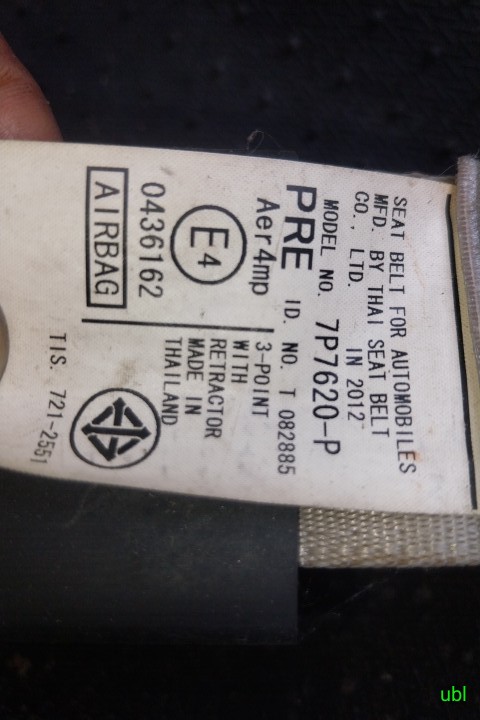 SEAT BELT FOR AUTOMOBILES
MFD. BY THAI SEAT BELT
CO., LTD. IN 2012
MODEL NO. 7P7620-P
PRE ID. NO. T 082885
Aer4mp
E4
0436162
AIRBAG
3-POINT
WITH
RETRACTOR
MADE IN
THAILAND
TIS. 721-2551
ubl